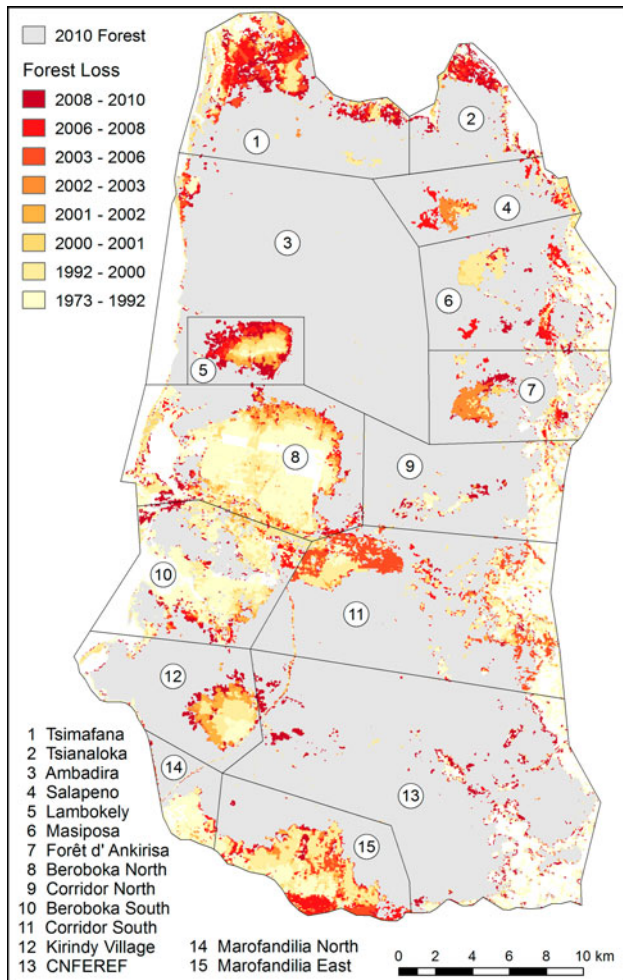 2010 Forest
Forest Loss
2008 - 2010
2006 - 2008
2003 - 2006
2002 - 2003
2001 - 2002
2000 - 2001
1992 - 2000
1973 - 1992
1
2
3
4
5
6
7
8
9
10
11
12
13
14
15
1 Tsimafana
2 Tsianaloka
3 Ambadira
4 Salapeno
5 Lambokely
6 Masiposa
7 Forêt d' Ankirisa
8 Beroboka North
9 Corridor North
10 Beroboka South
11 Corridor South
12 Kirindy Village
13 CNFEREF
14 Marofandilia North
15 Marofandilia East
0 2 4 6 8 10 km